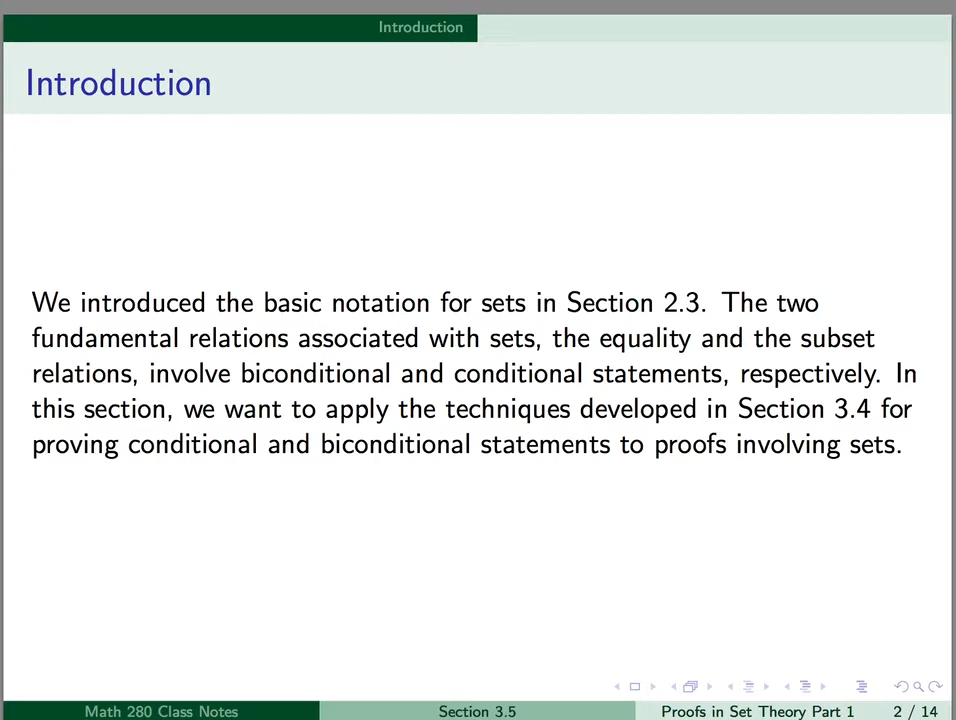 Introduction
Introduction
We introduced the basic notation for sets in Section 2.3. The two
fundamental relations associated with sets, the equality and the subset
relations, involve biconditional and conditional statements, respectively. In
this section, we want to apply the techniques developed in Section 3.4 for
proving conditional and biconditional statements to proofs involving sets.
Math 280 Class Notes
Section 3.5
Proofs in Set Theory Part 1
2 / 14